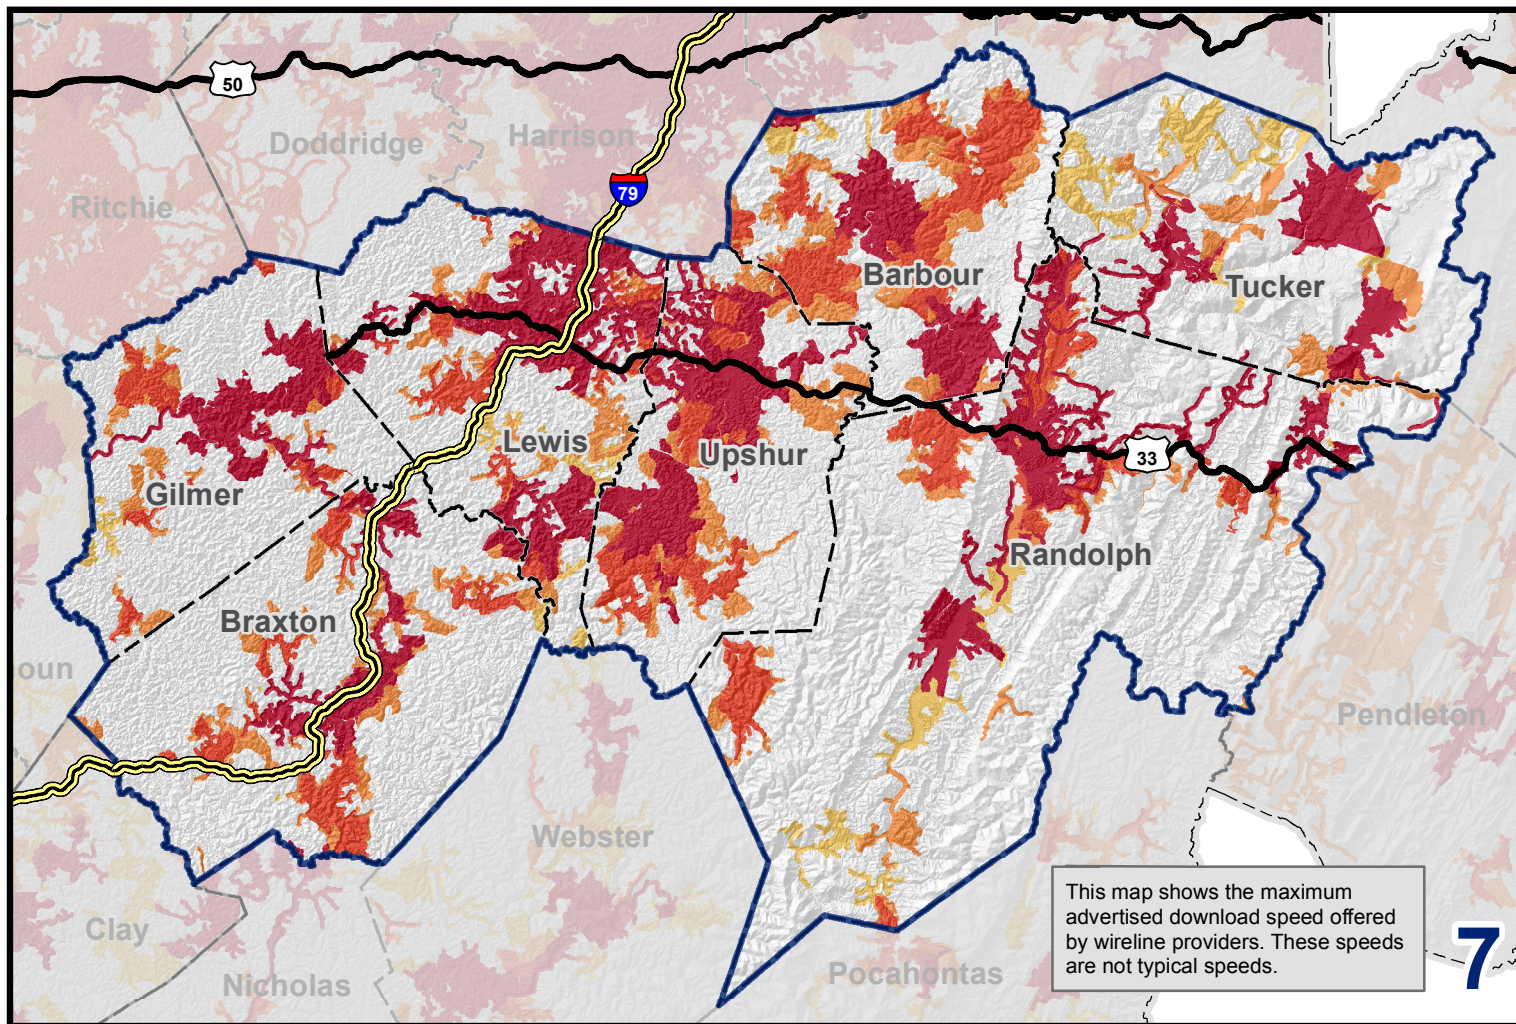 50
Doddridge
Harrison
79
Ritchie
Barbour
Tucker
Lewis
Upshur
33
Gilmer
Randolph
Braxton
oun
Pendleton
Webster
This map shows the maximum
advertised download speed offered
by wireline providers. These speeds
are not typical speeds.
7
Clay
Pocahontas
Nicholas